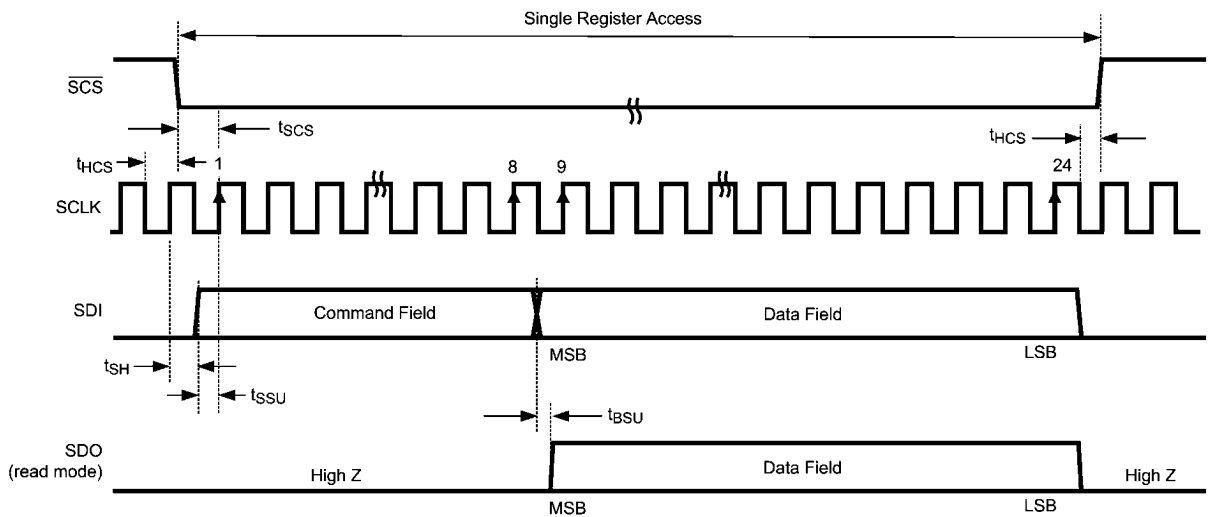 Single Register Access
SCS
tSCS
tHCS
tHCS
1
8
9
24
SCLK
SDI
Command Field
Data Field
MSB
LSB
tSH
tSSU
tBSU
SDO
(read mode)
High Z
Data Field
High Z
MSB
LSB